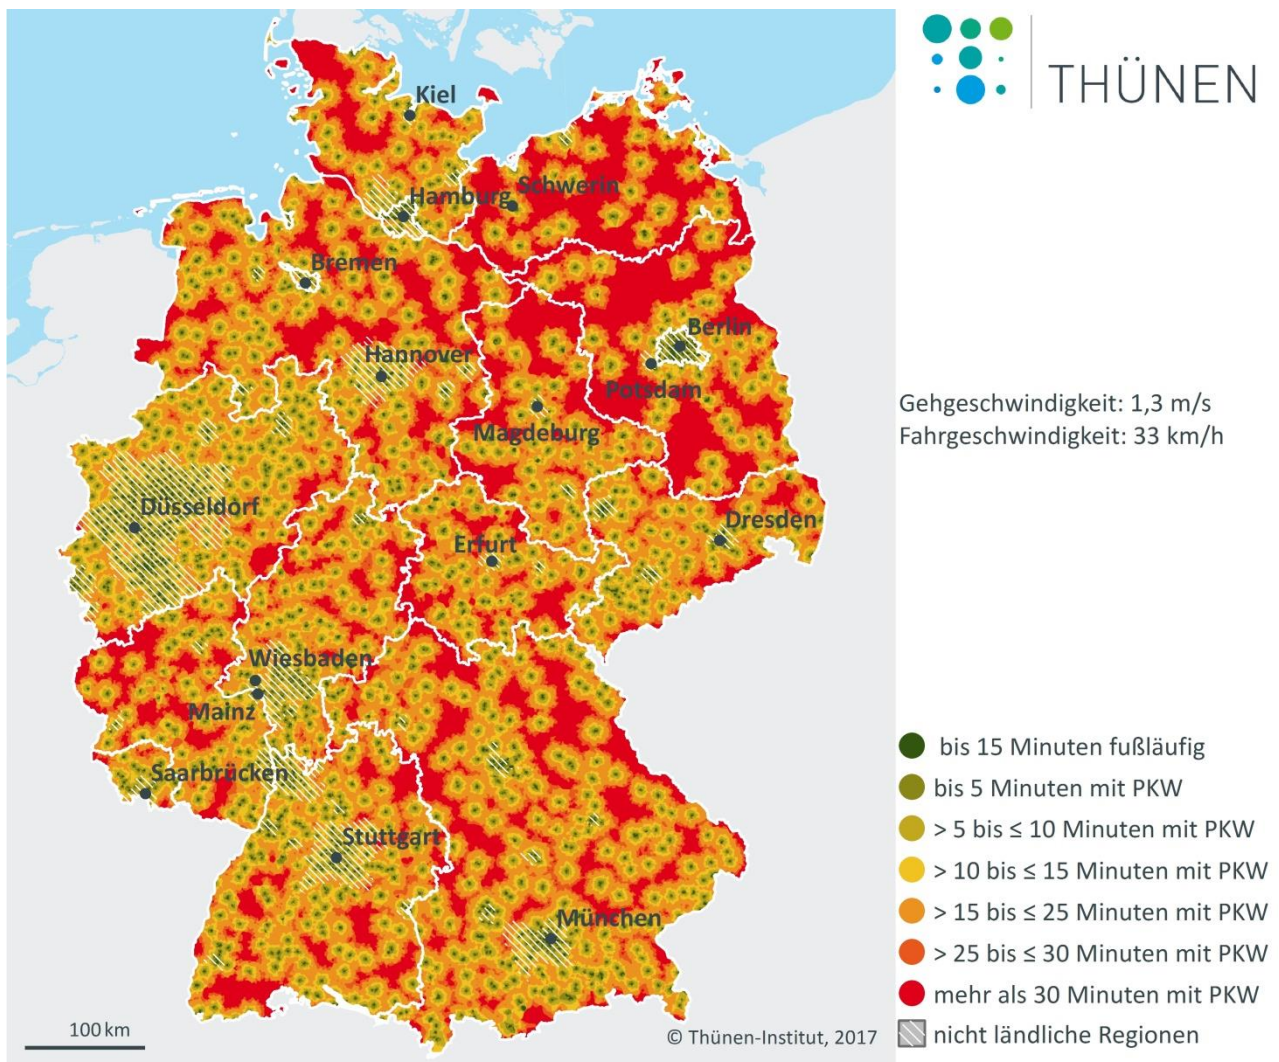 THÜNEN
Kiel
Hamburg
Schwerin
Bremen
Berlin
Hannover
Potsdam
Magdeburg
Düsseldorf
Dresden
Erfurt
Wiesbaden
Mainz
Saarbrücken
Stuttgart
München
Gehgeschwindigkeit: 1,3 m/s
Fahrgeschwindigkeit: 33 km/h
bis 15 Minuten fußläufig
bis 5 Minuten mit PKW
> 5 bis ≤ 10 Minuten mit PKW
> 10 bis ≤ 15 Minuten mit PKW
> 15 bis ≤ 25 Minuten mit PKW
> 25 bis ≤ 30 Minuten mit PKW
mehr als 30 Minuten mit PKW
nicht ländliche Regionen
100 km
© Thünen-Institut, 2017